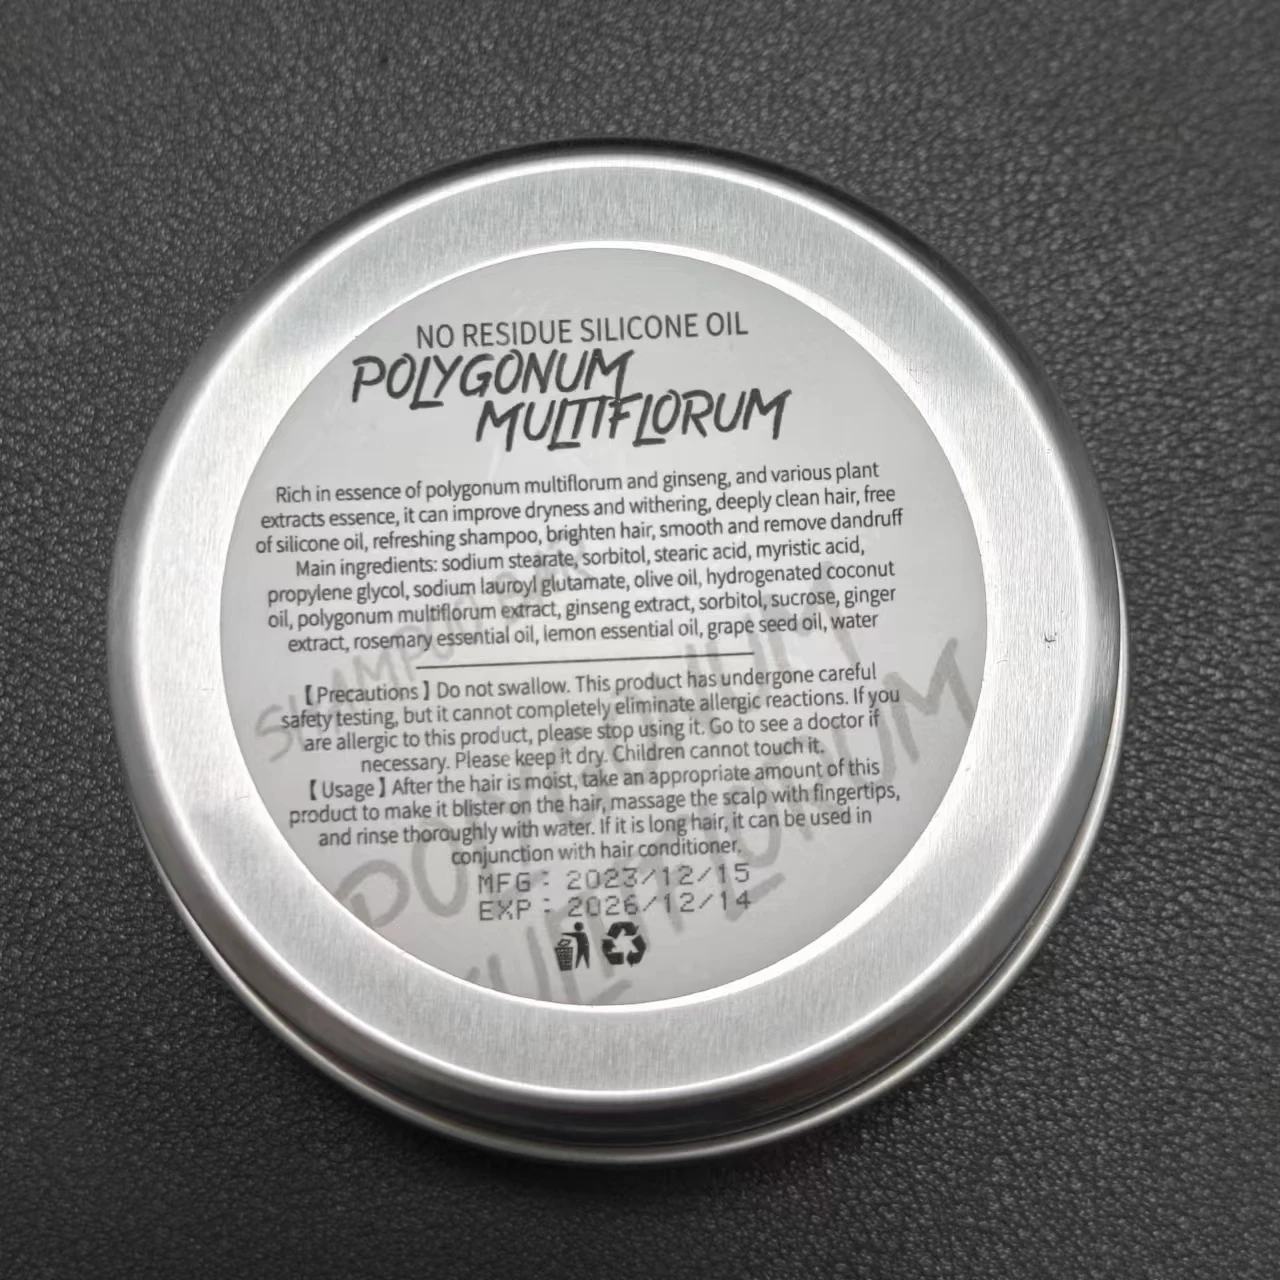 NO RESIDUE SILICONE OIL
POLYGONUM
MULTIFLORUM
Rich in essence of polygonum multiflorum and ginseng, and various plant
extracts essence, it can improve dryness and withering, deeply clean hair, free
of silicone oil, refreshing shampoo, brighten hair, smooth and remove dandruff
Main ingredients: sodium stearate, sorbitol, stearic acid, myristic acid,
propylene glycol, sodium lauroyl glutamate, olive oil, hydrogenated coconut
oil, polygonum multiflorum extract, ginseng extract, sorbitol, sucrose, ginger
extract, rosemary essential oil, lemon essential oil, grape seed oil, water
【Precautions】Do not swallow. This product has undergone careful
safety testing, but it cannot completely eliminate allergic reactions. If you
are allergic to this product, please stop using it. Go to see a doctor if
necessary. Please keep it dry. Children cannot touch it.
【Usage】After the hair is moist, take an appropriate amount of this
product to make it blister on the hair, massage the scalp with fingertips,
and rinse thoroughly with water. If it is long hair, it can be used in
conjunction with hair conditioner.
MFG: 2023/12/15
EXP: 2026/12/14
SHAMPOO BAR
POLYGONUM
MULTIFLORUM